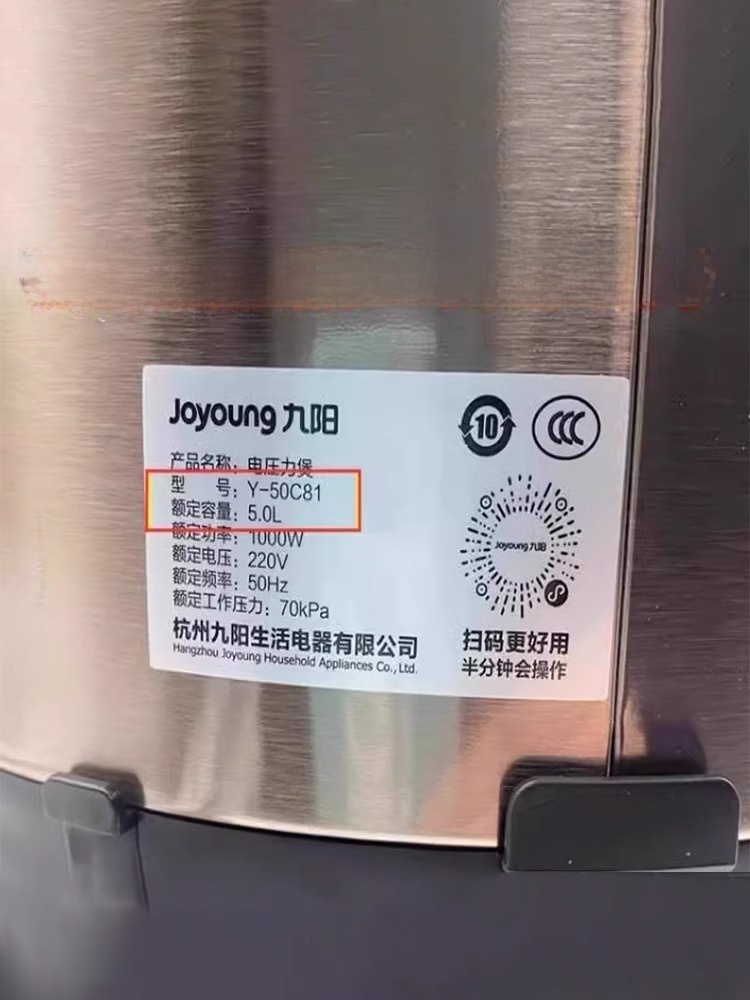 Joyoung 九阳
10
CCC
产品名称：电压力煲
型 号：Y-50C81
额定容量：5.0L
额定功率：1000W
额定电压：220V
额定频率：50Hz
额定工作压力：70kPa
杭州九阳生活电器有限公司
Hangzhou Joyoung Household Appliances Co., Ltd.
Joyoung 九阳
扫码更好用
半分钟会操作